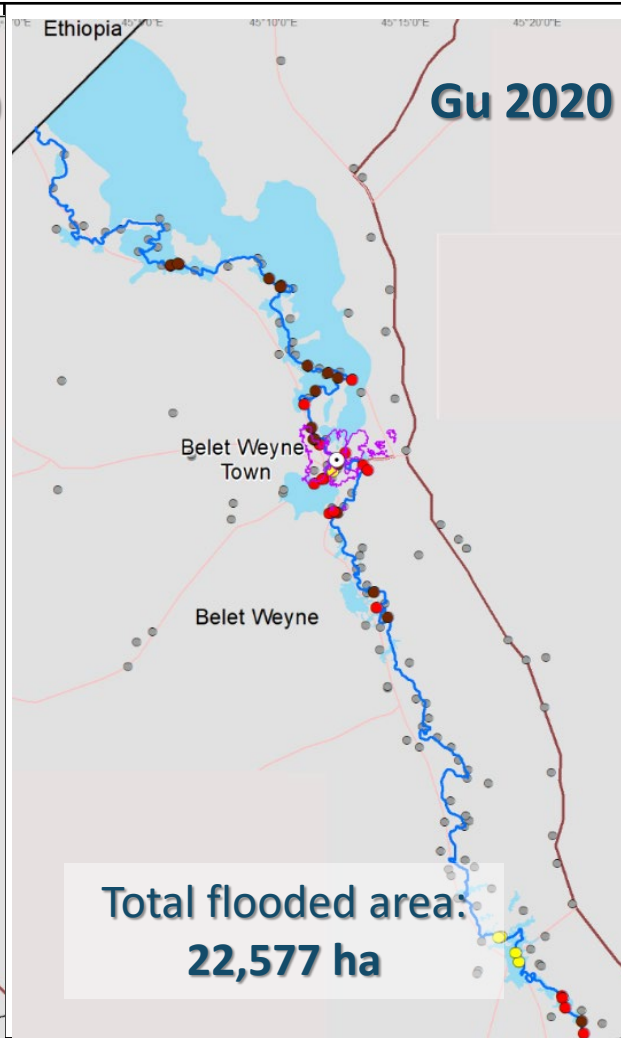 45°10'0"E
45°15'0"E
45°20'0"E
Ethiopia
Gu 2020
Belet Weyne
Town
Belet Weyne
Total flooded area:
22,577 ha